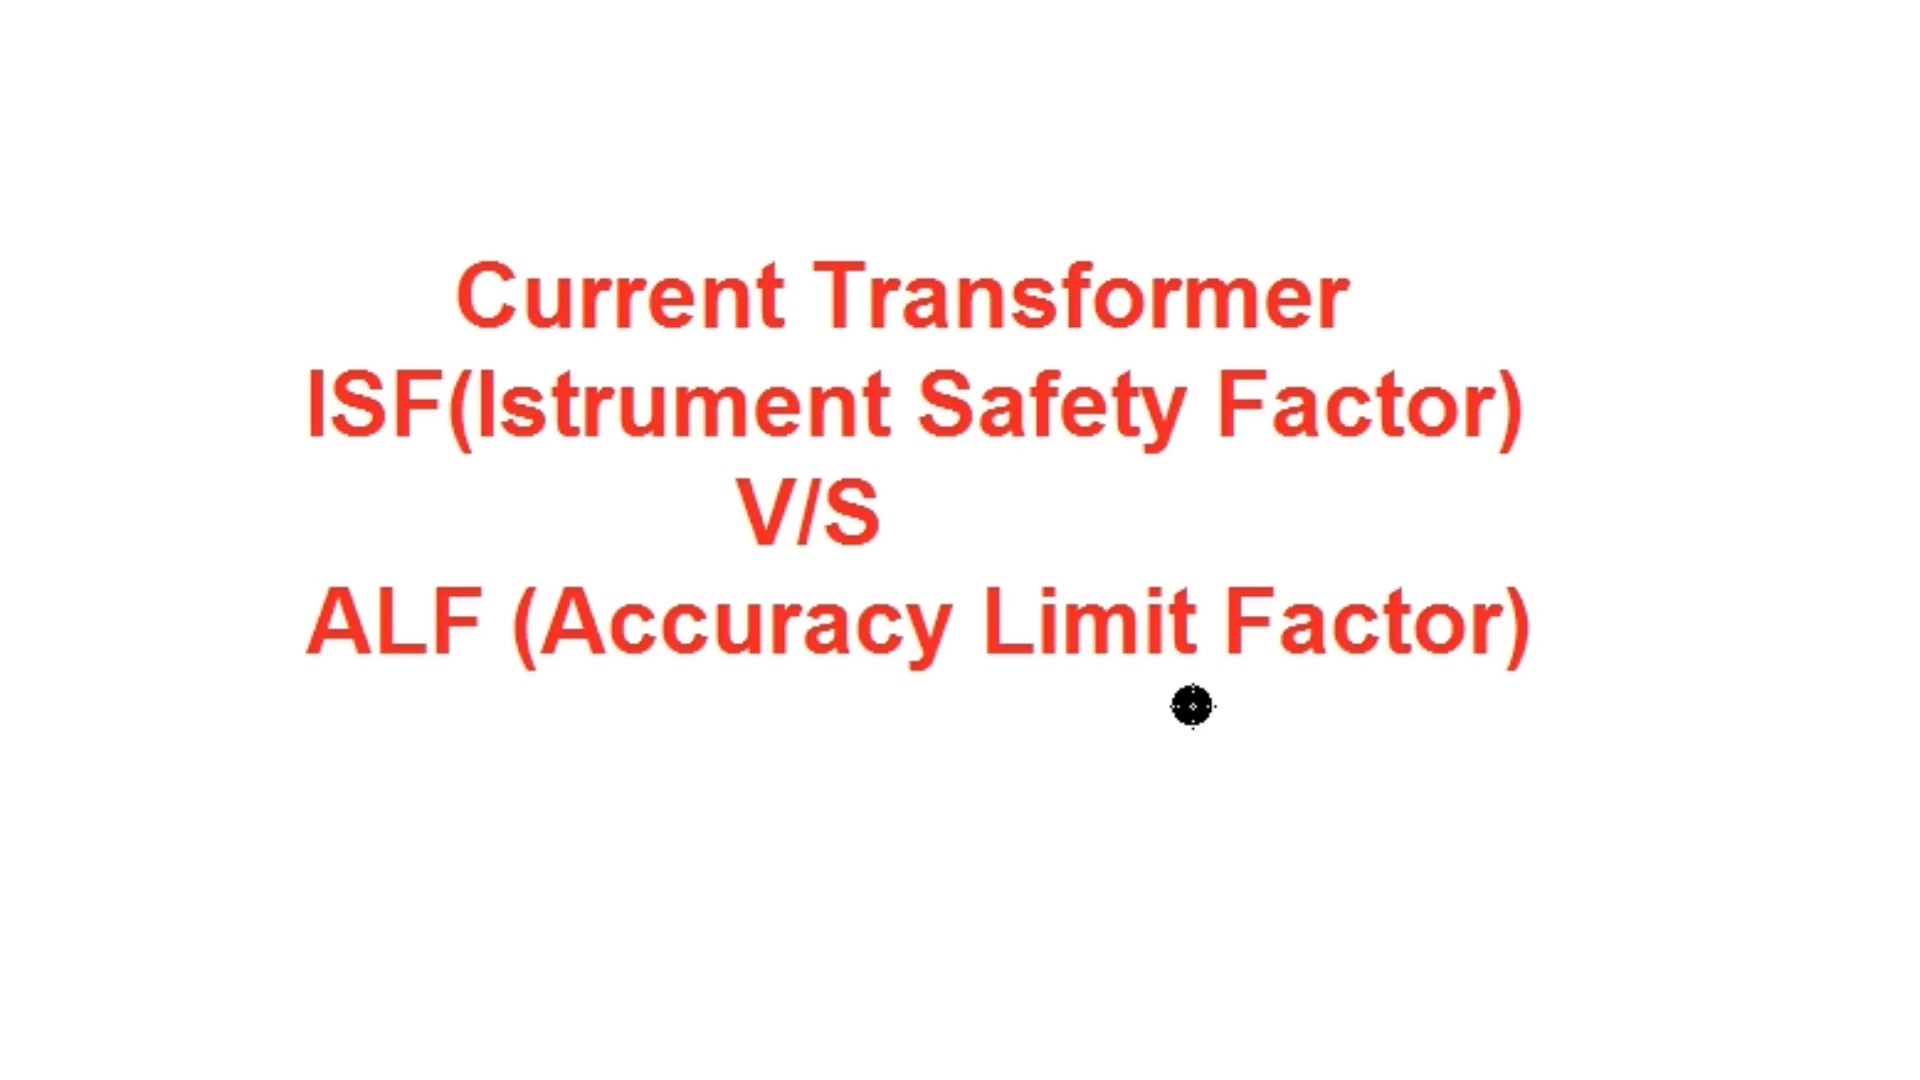 Current Transformer
ISF(Istrument Safety Factor)
V/S
ALF (Accuracy Limit Factor)